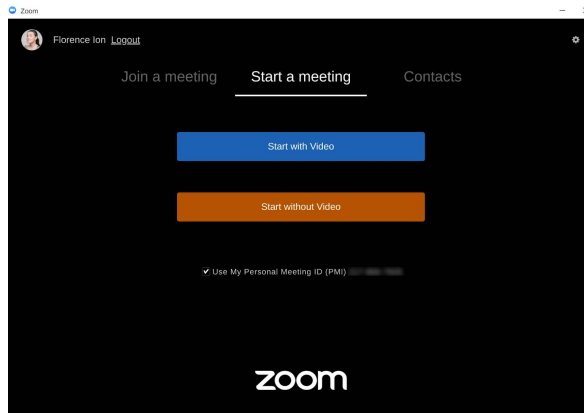 Zoom
Florence Ion Logout
Join a meeting Start a meeting Contacts
Start with Video
Start without Video
Use My Personal Meeting ID (PMI)
zoom